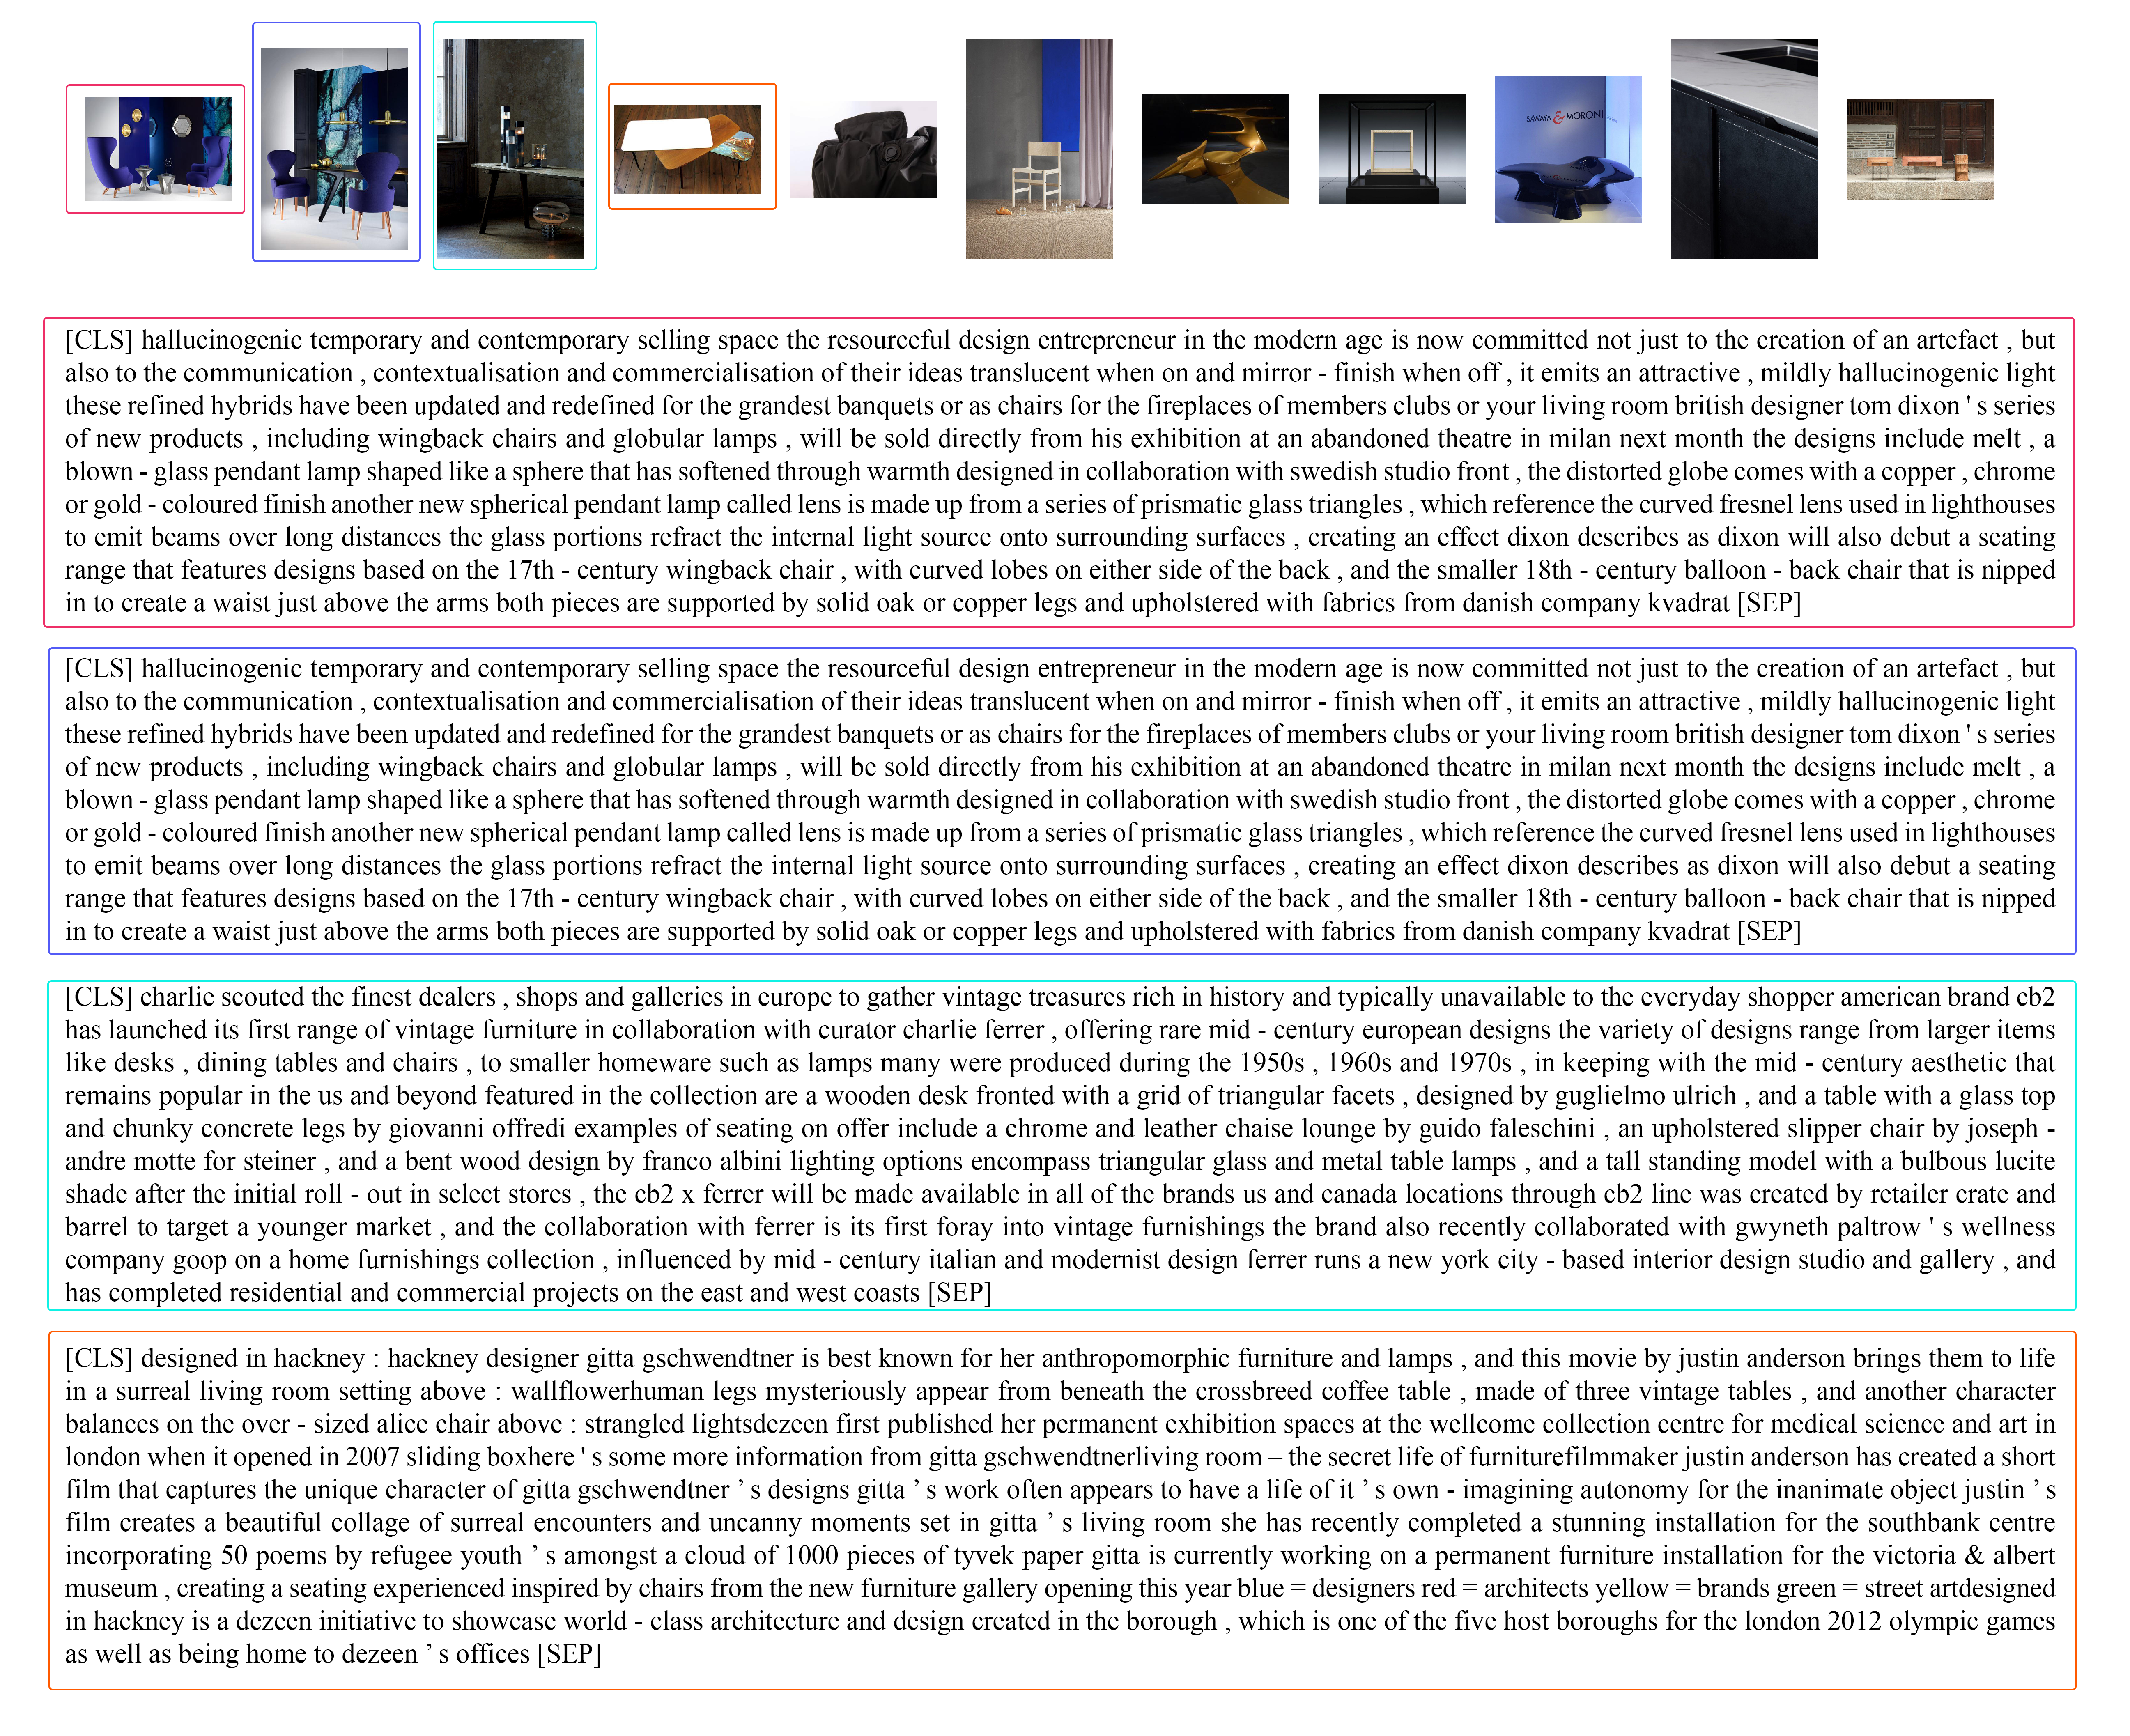 SAWAYA & MORONI
[CLS] hallucinogenic temporary and contemporary selling space the resourceful design entrepreneur in the modern age is now committed not just to the creation of an artefact , but
also to the communication , contextualisation and commercialisation of their ideas translucent when on and mirror - finish when off , it emits an attractive , mildly hallucinogenic light
these refined hybrids have been updated and redefined for the grandest banquets or as chairs for the fireplaces of members clubs or your living room british designer tom dixon ' s series
of new products , including wingback chairs and globular lamps , will be sold directly from his exhibition at an abandoned theatre in milan next month the designs include melt , a
blown - glass pendant lamp shaped like a sphere that has softened through warmth designed in collaboration with swedish studio front , the distorted globe comes with a copper , chrome
or gold - coloured finish another new spherical pendant lamp called lens is made up from a series of prismatic glass triangles , which reference the curved fresnel lens used in lighthouses
to emit beams over long distances the glass portions refract the internal light source onto surrounding surfaces , creating an effect dixon describes as dixon will also debut a seating
range that features designs based on the 17th - century wingback chair , with curved lobes on either side of the back , and the smaller 18th - century balloon - back chair that is nipped
in to create a waist just above the arms both pieces are supported by solid oak or copper legs and upholstered with fabrics from danish company kvadrat [SEP]
[CLS] hallucinogenic temporary and contemporary selling space the resourceful design entrepreneur in the modern age is now committed not just to the creation of an artefact , but
also to the communication , contextualisation and commercialisation of their ideas translucent when on and mirror - finish when off , it emits an attractive , mildly hallucinogenic light
these refined hybrids have been updated and redefined for the grandest banquets or as chairs for the fireplaces of members clubs or your living room british designer tom dixon ' s series
of new products , including wingback chairs and globular lamps , will be sold directly from his exhibition at an abandoned theatre in milan next month the designs include melt , a
blown - glass pendant lamp shaped like a sphere that has softened through warmth designed in collaboration with swedish studio front , the distorted globe comes with a copper , chrome
or gold - coloured finish another new spherical pendant lamp called lens is made up from a series of prismatic glass triangles , which reference the curved fresnel lens used in lighthouses
to emit beams over long distances the glass portions refract the internal light source onto surrounding surfaces , creating an effect dixon describes as dixon will also debut a seating
range that features designs based on the 17th - century wingback chair , with curved lobes on either side of the back , and the smaller 18th - century balloon - back chair that is nipped
in to create a waist just above the arms both pieces are supported by solid oak or copper legs and upholstered with fabrics from danish company kvadrat [SEP]
[CLS] charlie scouted the finest dealers , shops and galleries in europe to gather vintage treasures rich in history and typically unavailable to the everyday shopper american brand cb2
has launched its first range of vintage furniture in collaboration with curator charlie ferrer , offering rare mid - century european designs the variety of designs range from larger items
like desks , dining tables and chairs , to smaller homeware such as lamps many were produced during the 1950s , 1960s and 1970s , in keeping with the mid - century aesthetic that
remains popular in the us and beyond featured in the collection are a wooden desk fronted with a grid of triangular facets , designed by guglielmo ulrich , and a table with a glass top
and chunky concrete legs by giovanni offredi examples of seating on offer include a chrome and leather chaise lounge by guido faleschini , an upholstered slipper chair by joseph -
andre motte for steiner , and a bent wood design by franco albini lighting options encompass triangular glass and metal table lamps , and a tall standing model with a bulbous lucite
shade after the initial roll - out in select stores , the cb2 x ferrer will be made available in all of the brands us and canada locations through cb2 line was created by retailer crate and
barrel to target a younger market , and the collaboration with ferrer is its first foray into vintage furnishings the brand also recently collaborated with gwyneth paltrow ' s wellness
company goop on a home furnishings collection , influenced by mid - century italian and modernist design ferrer runs a new york city - based interior design studio and gallery , and
has completed residential and commercial projects on the east and west coasts [SEP]
[CLS] designed in hackney : hackney designer gitta gschwendtner is best known for her anthropomorphic furniture and lamps , and this movie by justin anderson brings them to life
in a surreal living room setting above : wallflowerhuman legs mysteriously appear from beneath the crossbreed coffee table , made of three vintage tables , and another character
balances on the over - sized alice chair above : strangled lightsdezeen first published her permanent exhibition spaces at the wellcome collection centre for medical science and art in
london when it opened in 2007 sliding boxhere ' s some more information from gitta gschwendtnerliving room – the secret life of furniturefilmmaker justin anderson has created a short
film that captures the unique character of gitta gschwendtner ’ s designs gitta ’ s work often appears to have a life of it ’ s own - imagining autonomy for the inanimate object justin ’ s
film creates a beautiful collage of surreal encounters and uncanny moments set in gitta ’ s living room she has recently completed a stunning installation for the southbank centre
incorporating 50 poems by refugee youth ’ s amongst a cloud of 1000 pieces of tyvek paper gitta is currently working on a permanent furniture installation for the victoria & albert
museum , creating a seating experienced inspired by chairs from the new furniture gallery opening this year blue = designers red = architects yellow = brands green = street artdesigned
in hackney is a dezeen initiative to showcase world - class architecture and design created in the borough , which is one of the five host boroughs for the london 2012 olympic games
as well as being home to dezeen ’ s offices [SEP]